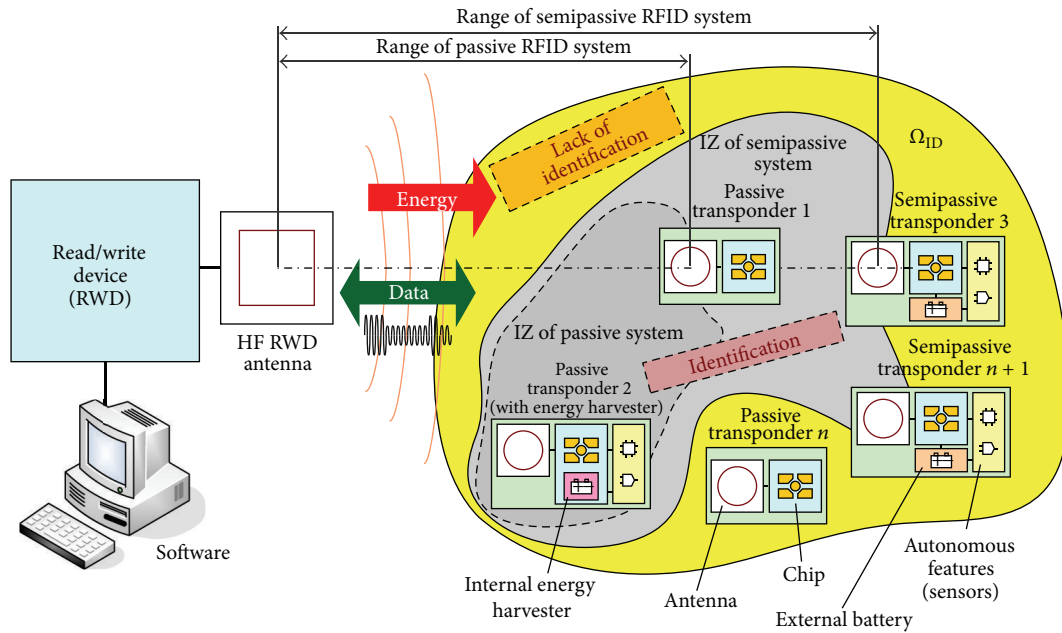 Range of semipassive RFID system
Range of passive RFID system
Lack of
identification
Ω_ID
IZ of semipassive
system
Energy
Passive
transponder 1
Semipassive
transponder 3
Read/write
device
(RWD)
Data
HF RWD
antenna
IZ of passive system
Identification
Passive
transponder 2
(with energy harvester)
Semipassive
transponder n + 1
Passive
transponder n
Software
Internal energy
harvester
Antenna
Chip
External battery
Autonomous
features
(sensors)